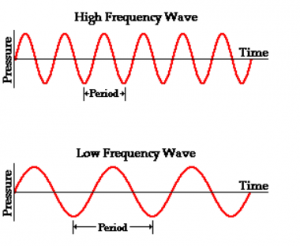 High Frequency Wave
Pressure
Time
Period
Low Frequency Wave
Pressure
Time
Period